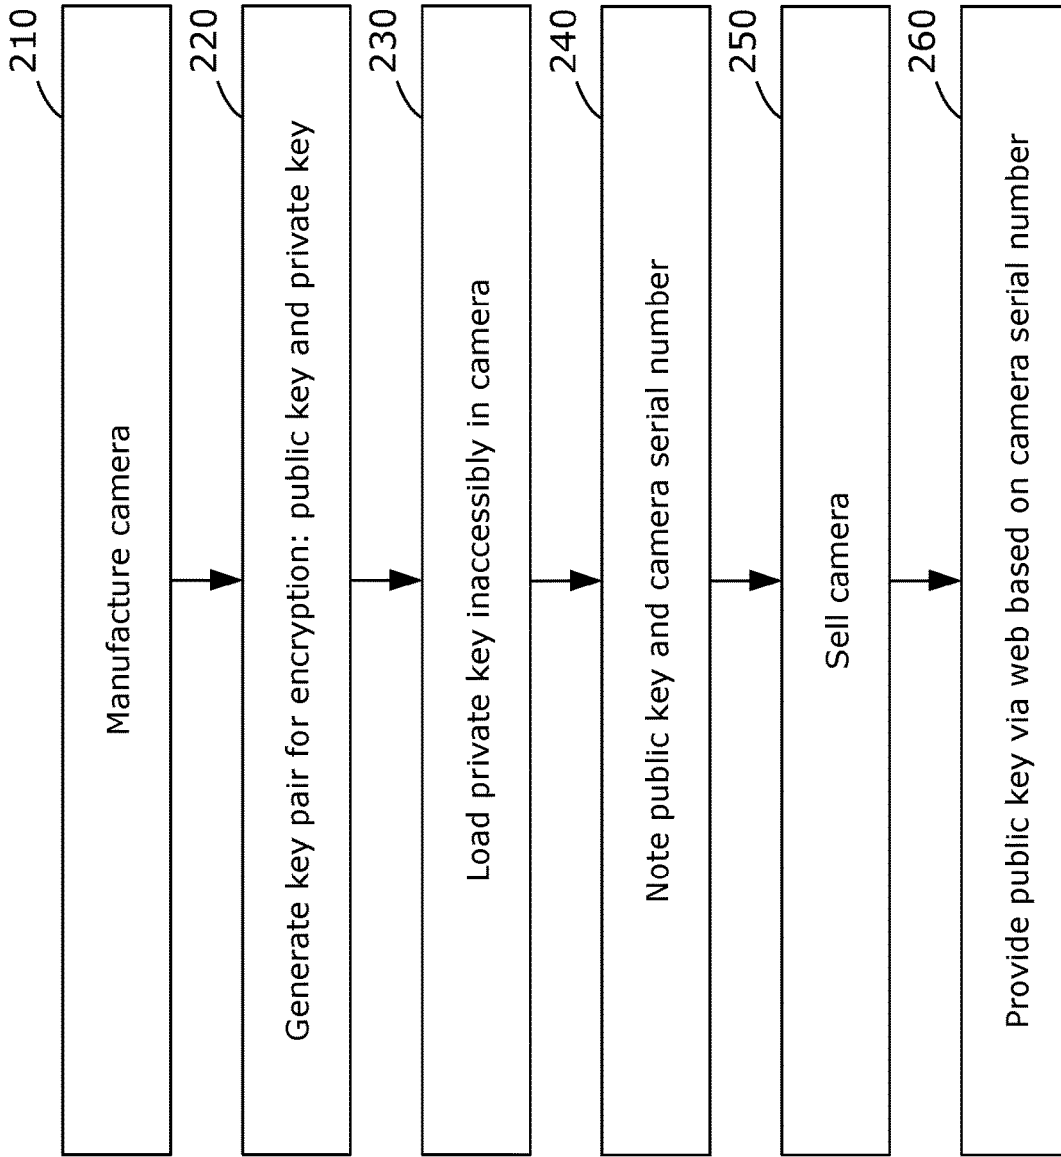 210
Manufacture camera
220
Generate key pair for encryption: public key and private key
230
Load private key inaccessibly in camera
240
Note public key and camera serial number
250
Sell camera
260
Provide public key via web based on camera serial number